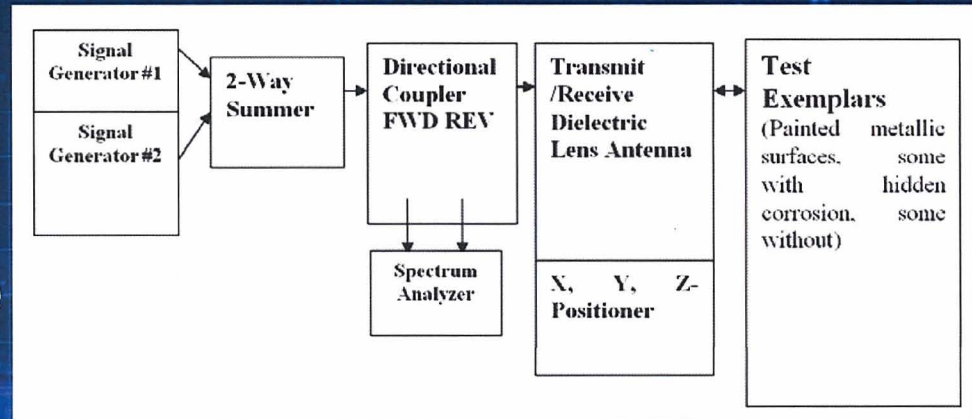 Signal
Generator #1
Signal
Generator #2
2-Way
Summer
Directional
Coupler
FWD REV
Spectrum
Analyzer
Transmit
/Receive
Dielectric
Lens Antenna
X, Y, Z-
Positioner
Test
Exemplars
(Painted metallic
surfaces, some
with hidden
corrosion, some
without)